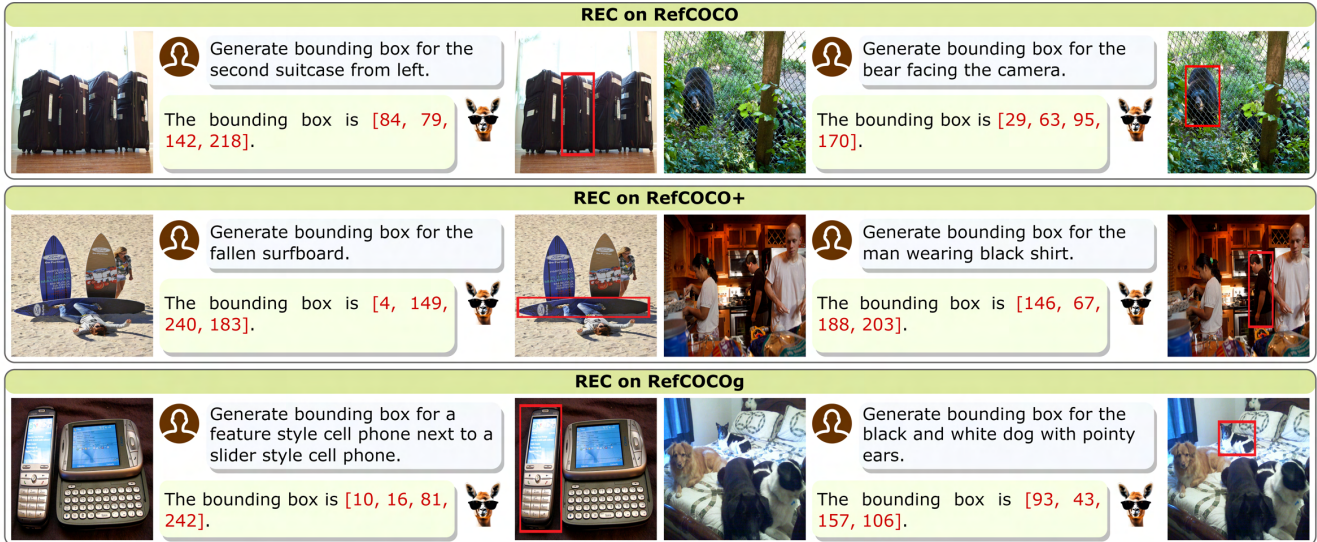 REC on RefCOCO
Generate bounding box for the
second suitcase from left.
The bounding box is [84, 79,
142, 218].
Generate bounding box for the
bear facing the camera.
The bounding box is [29, 63, 95,
170].
REC on RefCOCO+
Generate bounding box for the
fallen surfboard.
The bounding box is [4, 149,
240, 183].
Generate bounding box for the
man wearing black shirt.
The bounding box is [146, 67,
188, 203].
REC on RefCOCOg
Generate bounding box for a
feature style cell phone next to a
slider style cell phone.
The bounding box is [10, 16, 81,
242].
Generate bounding box for the
black and white dog with pointy
ears.
The bounding box is [93, 43,
157, 106].